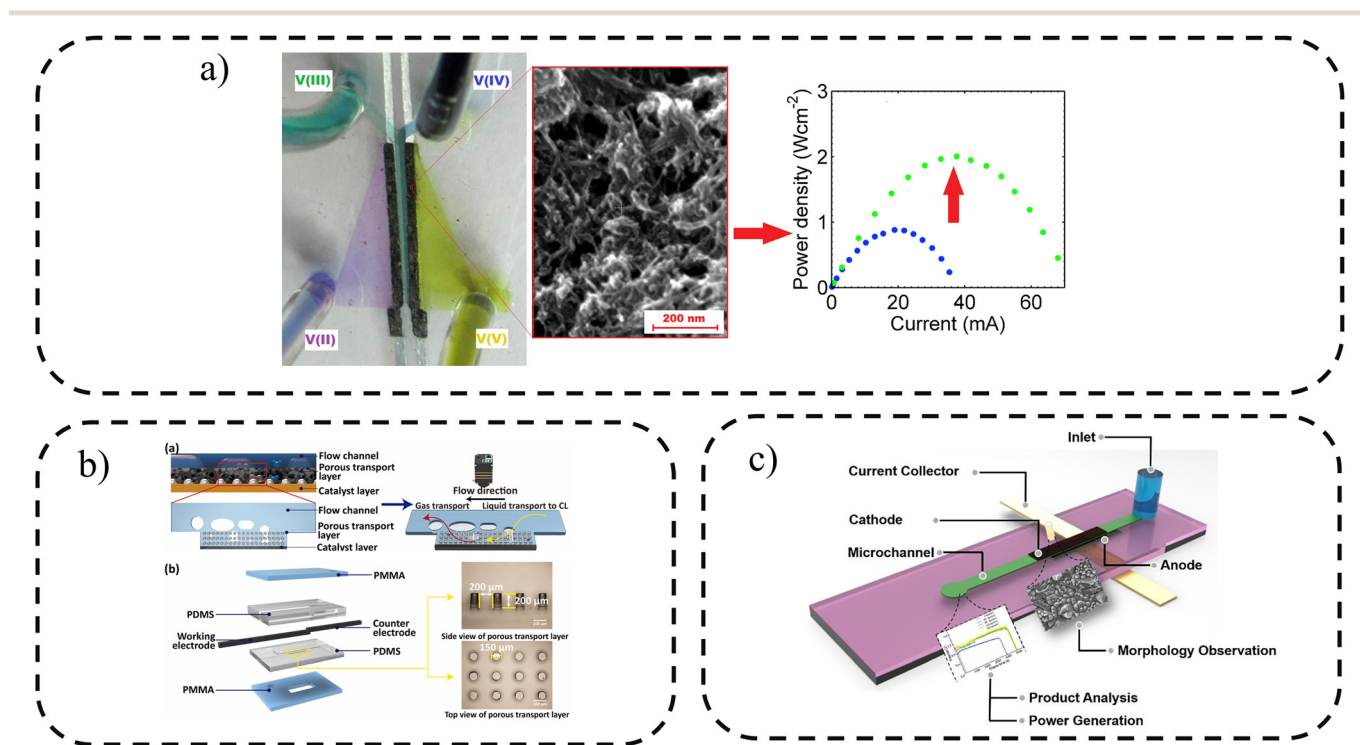 a)
V(III)
V(IV)
V(II)
V(V)
200 nm
Power density (Wcm-2)
3
2
1
0
0
20
40
60
80
Current (mA)
b)
(a)
Flow channel
Porous transport
layer
Catalyst layer
Flow channel
Porous transport
layer
Catalyst layer
Flow direction
Gas transport
Liquid transport to CL
(b)
PMMA
PDMS
Counter
electrode
Working
electrode
PDMS
PMMA
200 μm
200 μm
Side view of porous transport layer
150 μm
Top view of porous transport layer
c)
Inlet
Current Collector
Cathode
Microchannel
Anode
Morphology Observation
Product Analysis
Power Generation